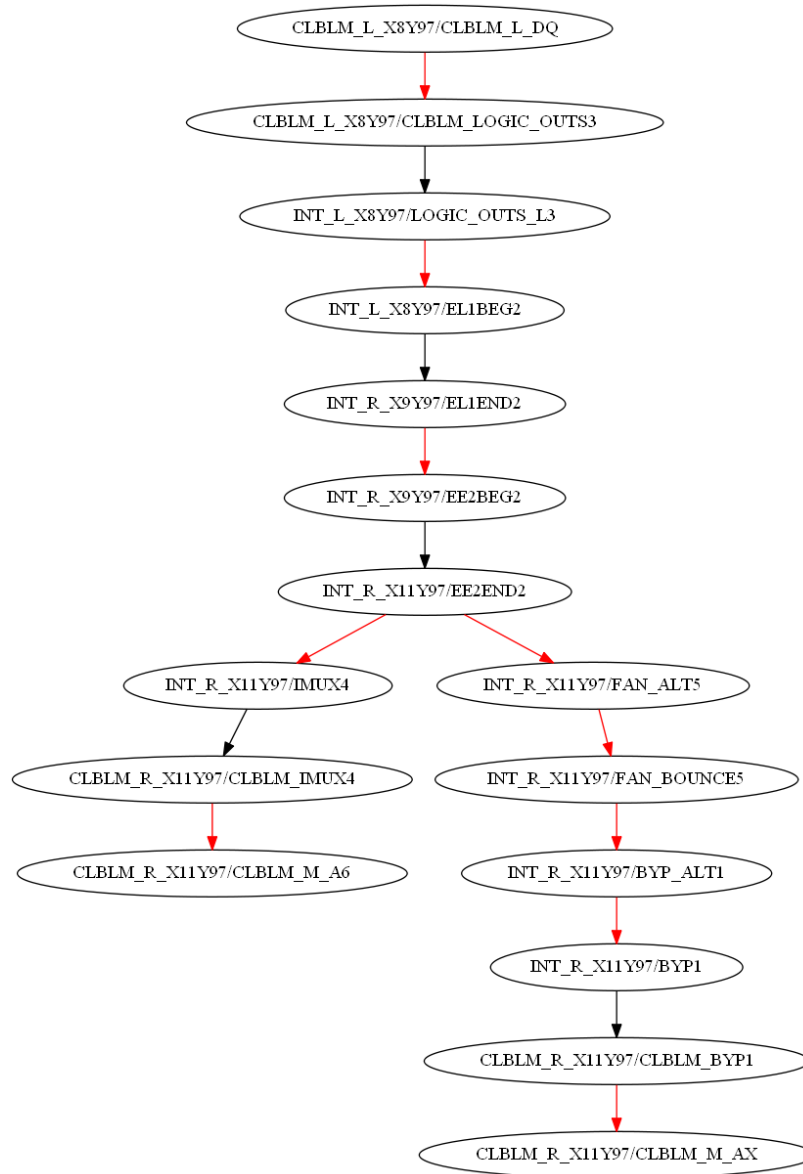 CLBLM_L_X8Y97/CLBLM_L_DQ
CLBLM_L_X8Y97/CLBLM_LOGIC_OUTS3
INT_L_X8Y97/LOGIC_OUTS_L3
INT_L_X8Y97/EL1BEG2
INT_R_X9Y97/EL1END2
INT_R_X9Y97/EE2BEG2
INT_R_X11Y97/EE2END2
INT_R_X11Y97/IMUX4
INT_R_X11Y97/FAN_ALT5
CLBLM_R_X11Y97/CLBLM_IMUX4
INT_R_X11Y97/FAN_BOUNCE5
CLBLM_R_X11Y97/CLBLM_M_A6
INT_R_X11Y97/BYP_ALT1
INT_R_X11Y97/BYP1
CLBLM_R_X11Y97/CLBLM_BYP1
CLBLM_R_X11Y97/CLBLM_M_AX